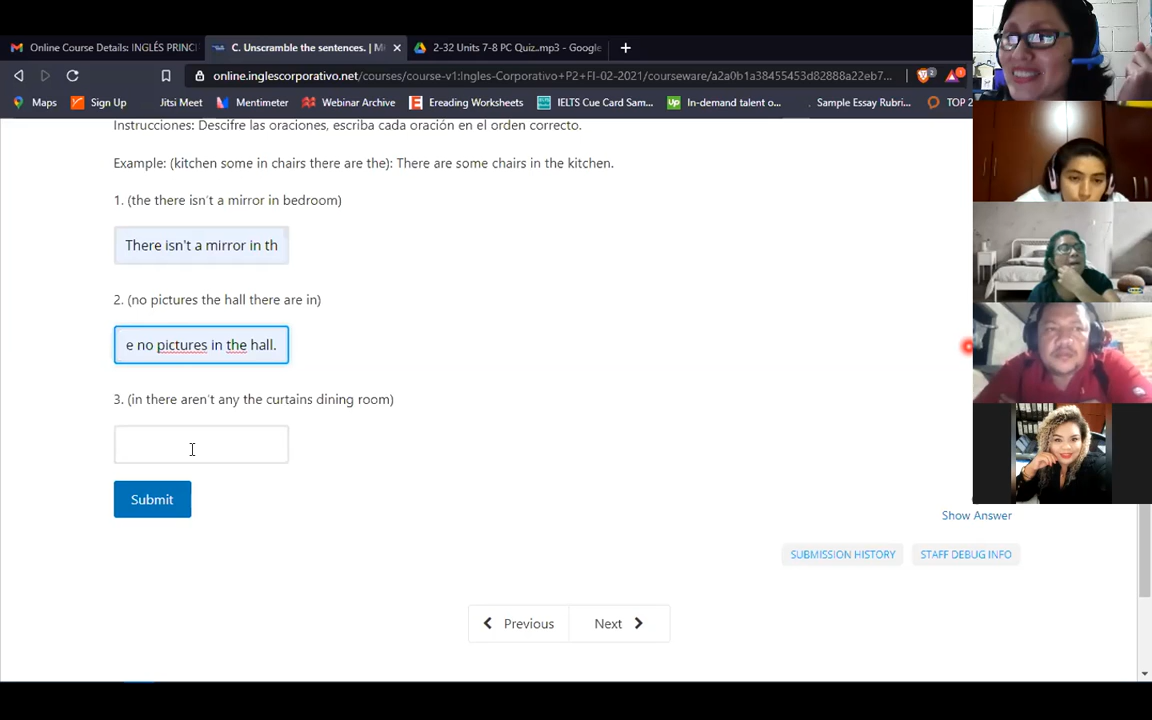 Online Course Details: INGLÉS PRINCI
C. Unscramble the sentences. | Mi
2-32 Units 7-8 PC Quiz..mp3 - Google
online.inglescorporativo.net/courses/course-v1:Ingles-Corporativo+P2+FI-02-2021/courseware/a2a0b1a38455453d82888a22eb7...
Maps
Sign Up
Jitsi Meet
Mentimeter
Webinar Archive
Ereading Worksheets
IELTS Cue Card Sam...
In-demand talent o...
Sample Essay Rubri...
TOP 2
Instrucciones: Descifre las oraciones, escriba cada oración en el orden correcto.
Example: (kitchen some in chairs there are the): There are some chairs in the kitchen.
1. (the there isn't a mirror in bedroom)
There isn't a mirror in th
2. (no pictures the hall there are in)
e no pictures in the hall.
3. (in there aren't any the curtains dining room)
Submit
Show Answer
SUBMISSION HISTORY
STAFF DEBUG INFO
Previous
Next